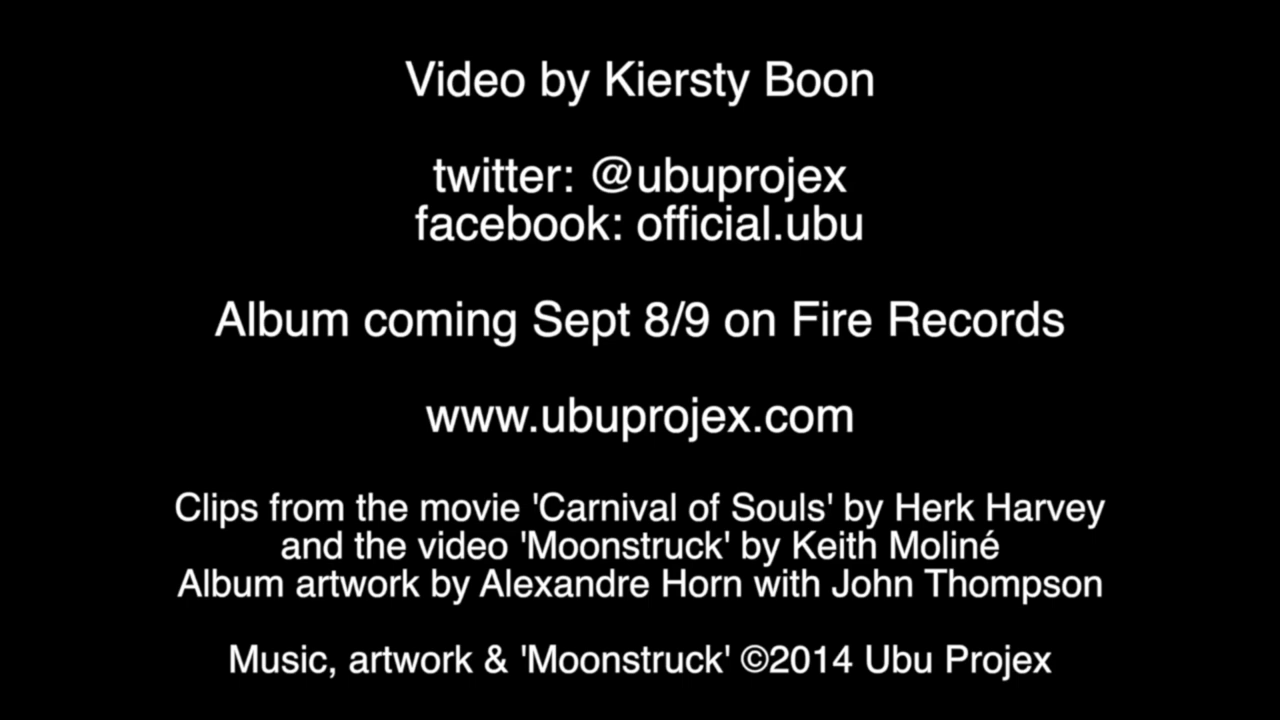 Video by Kiersty Boon
twitter: @ubuprojex
facebook: official.ubu
Album coming Sept 8/9 on Fire Records
www.ubuprojex.com
Clips from the movie 'Carnival of Souls' by Herk Harvey
and the video 'Moonstruck' by Keith Moliné
Album artwork by Alexandre Horn with John Thompson
Music, artwork & 'Moonstruck' ©2014 Ubu Projex